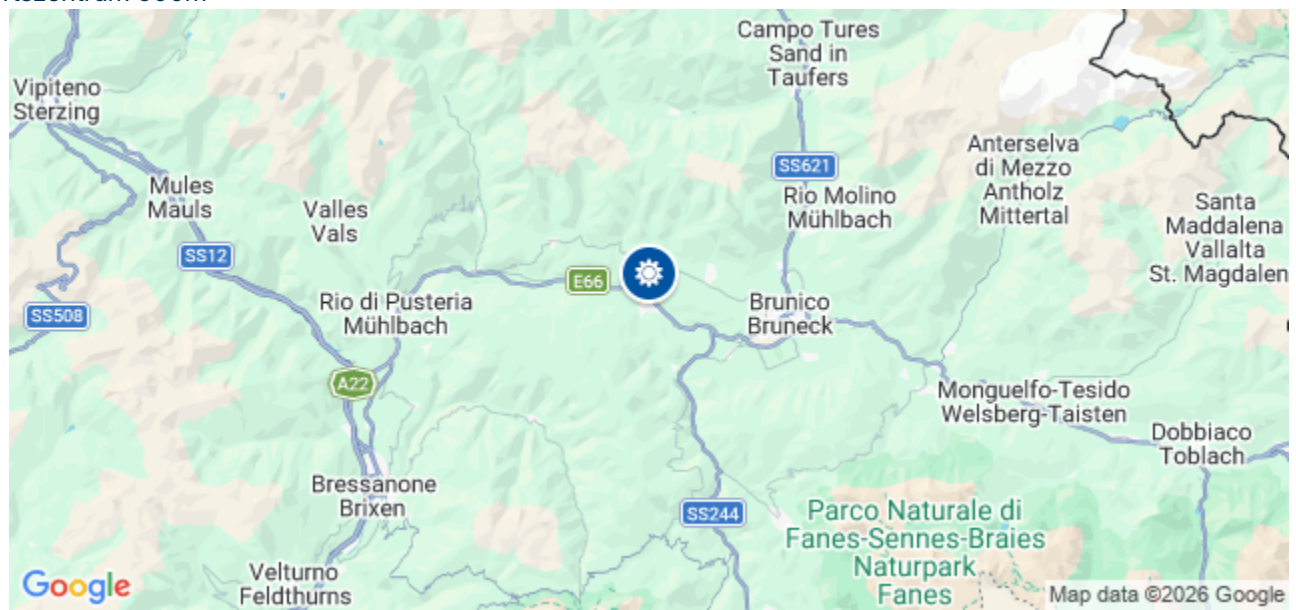 Campo Tures
Sand in
Taufers
Vipiteno
Sterzing
Anterselva
di Mezzo
Antholz
Mittertal
SS621
Mules
Mauls
Rio Molino
Mühlbach
Valles
Vals
Santa
Maddalena
Vallalta
St. Magdalen
SS12
E66
Rio di Pusteria
Mühlbach
Brunico
Bruneck
SS508
A22
Monguelfo-Tesido
Welsberg-Taisten
Dobbiaco
Toblach
Bressanone
Brixen
SS244
Parco Naturale di
Fanes-Sennes-Braies
Naturpark
Fanes
Velturno
Feldthurns
Google
Map data ©2026 Google